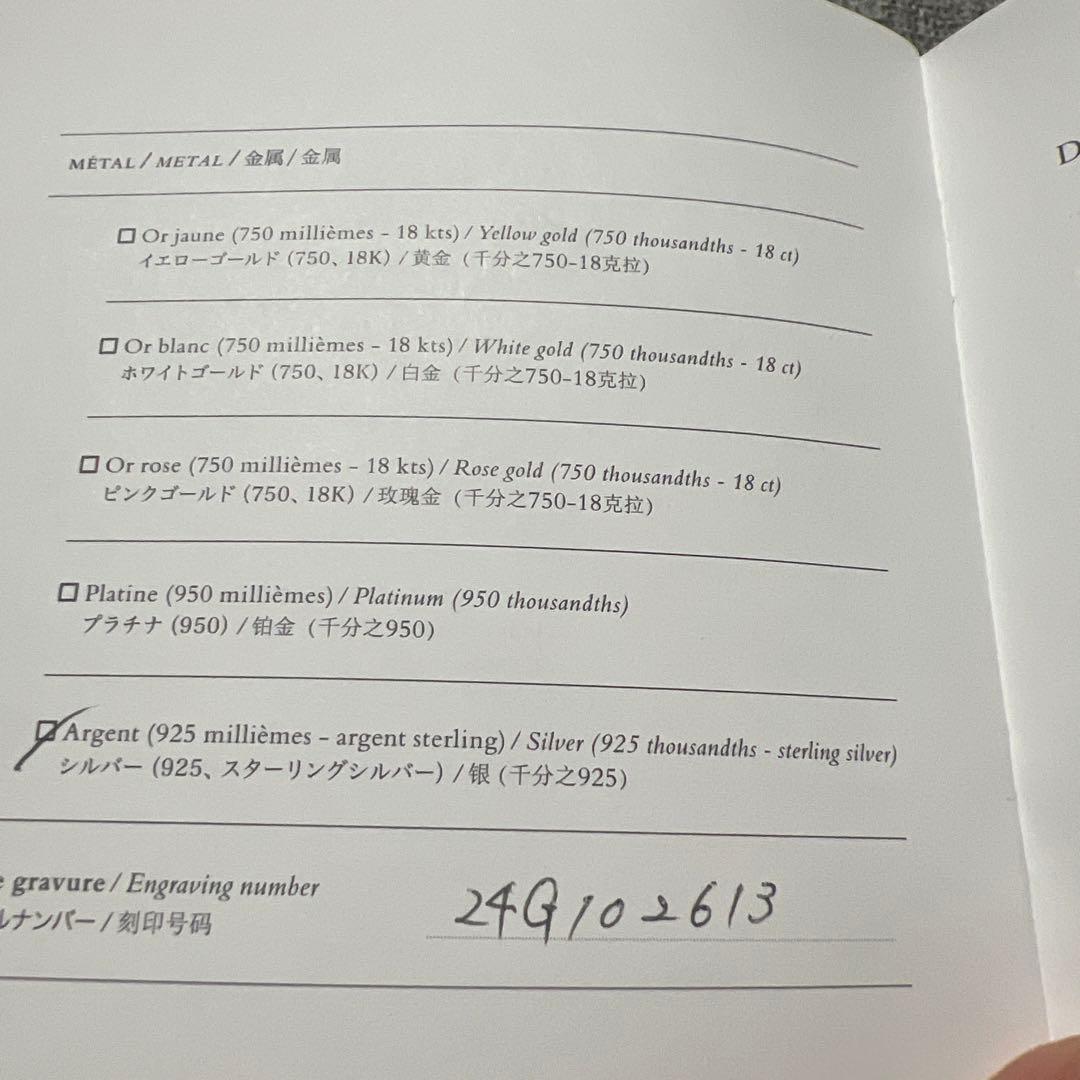 MÉTAL / METAL / 金属 / 金属
Or jaune (750 millièmes – 18 kts) / Yellow gold (750 thousandths - 18 ct)
イエローゴールド (750、18K) / 黄金 (千分之750–18克拉)
Or blanc (750 millièmes – 18 kts) / White gold (750 thousandths - 18 ct)
ホワイトゴールド (750、18K) / 白金 (千分之750–18克拉)
Or rose (750 millièmes – 18 kts) / Rose gold (750 thousandths - 18 ct)
ピンクゴールド (750、18K) / 玫瑰金 (千分之750–18克拉)
Platine (950 millièmes) / Platinum (950 thousandths)
プラチナ (950) / 铂金 (千分之950)
Argent (925 millièmes – argent sterling) / Silver (925 thousandths - sterling silver)
シルバー (925、スターリングシルバー) / 银 (千分之925)
gravure / Engraving number
ルナンバー / 刻印号码
24G102613
D